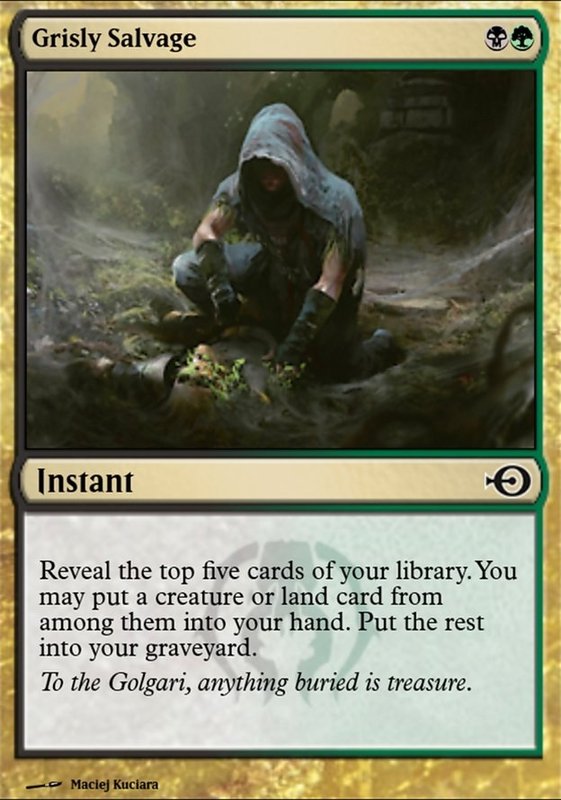 Grisly Salvage
Instant
Reveal the top five cards of your library. You
may put a creature or land card from
among them into your hand. Put the rest
into your graveyard.
To the Golgari, anything buried is treasure.
Maciej Kuciara